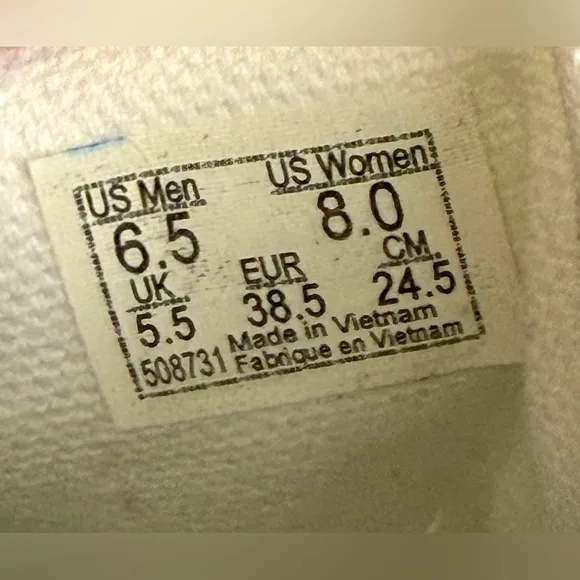 US Men US Women
6.5 8.0
UK EUR CM.
5.5 38.5 24.5
Made in Vietnam
508731 Fabrique en Vietnam